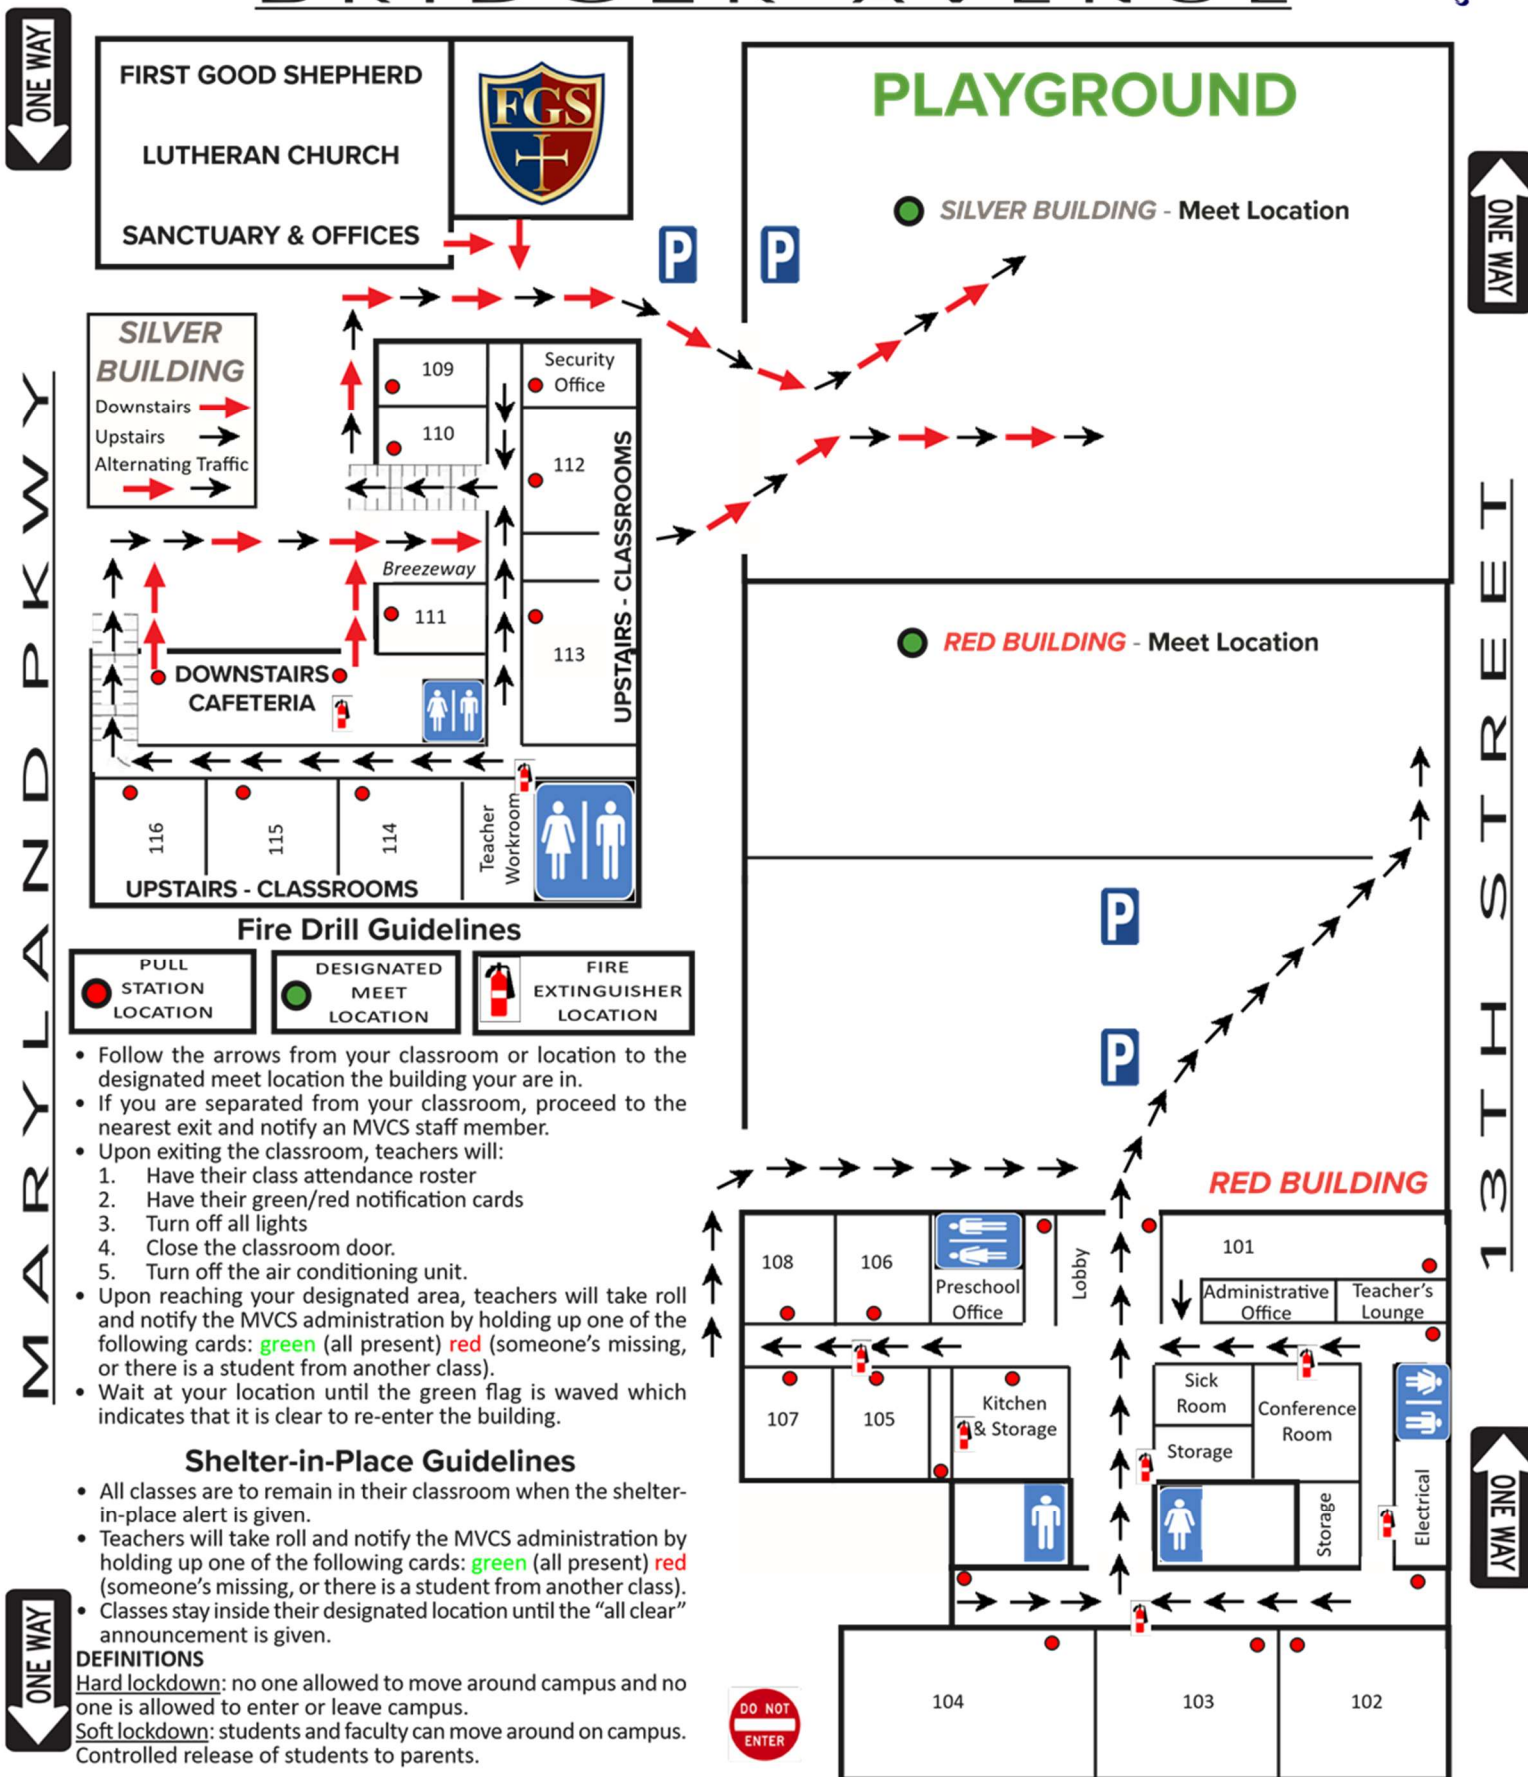 BRIDGER AVENUE
ONE WAY
FIRST GOOD SHEPHERD
LUTHERAN CHURCH
SANCTUARY & OFFICES
FGS
PLAYGROUND
SILVER BUILDING - Meet Location
P
P
ONE WAY
SILVER
BUILDING
Downstairs
Upstairs
Alternating Traffic
109
Security
Office
110
112
UPSTAIRS - CLASSROOMS
Breezeway
111
113
DOWNSTAIRS
CAFETERIA
116
115
114
Teacher
Workroom
UPSTAIRS - CLASSROOMS
MARYLAND PKWY
RED BUILDING - Meet Location
13TH STREET
P
P
Fire Drill Guidelines
PULL
STATION
LOCATION
DESIGNATED
MEET
LOCATION
FIRE
EXTINGUISHER
LOCATION
• Follow the arrows from your classroom or location to the
designated meet location the building your are in.
• If you are separated from your classroom, proceed to the
nearest exit and notify an MVCS staff member.
• Upon exiting the classroom, teachers will:
1. Have their class attendance roster
2. Have their green/red notification cards
3. Turn off all lights
4. Close the classroom door.
5. Turn off the air conditioning unit.
• Upon reaching your designated area, teachers will take roll
and notify the MVCS administration by holding up one of the
following cards: green (all present) red (someone's missing,
or there is a student from another class).
• Wait at your location until the green flag is waved which
indicates that it is clear to re-enter the building.
Shelter-in-Place Guidelines
• All classes are to remain in their classroom when the shelter-
in-place alert is given.
• Teachers will take roll and notify the MVCS administration by
holding up one of the following cards: green (all present) red
(someone's missing, or there is a student from another class).
• Classes stay inside their designated location until the “all clear”
announcement is given.
DEFINITIONS
Hard lockdown: no one allowed to move around campus and no
one is allowed to enter or leave campus.
Soft lockdown: students and faculty can move around on campus.
Controlled release of students to parents.
ONE WAY
RED BUILDING
108
106
Preschool
Office
Lobby
101
Administrative
Office
Teacher's
Lounge
107
105
Kitchen
& Storage
Sick
Room
Storage
Conference
Room
Storage
Electrical
ONE WAY
104
103
102
DO NOT
ENTER